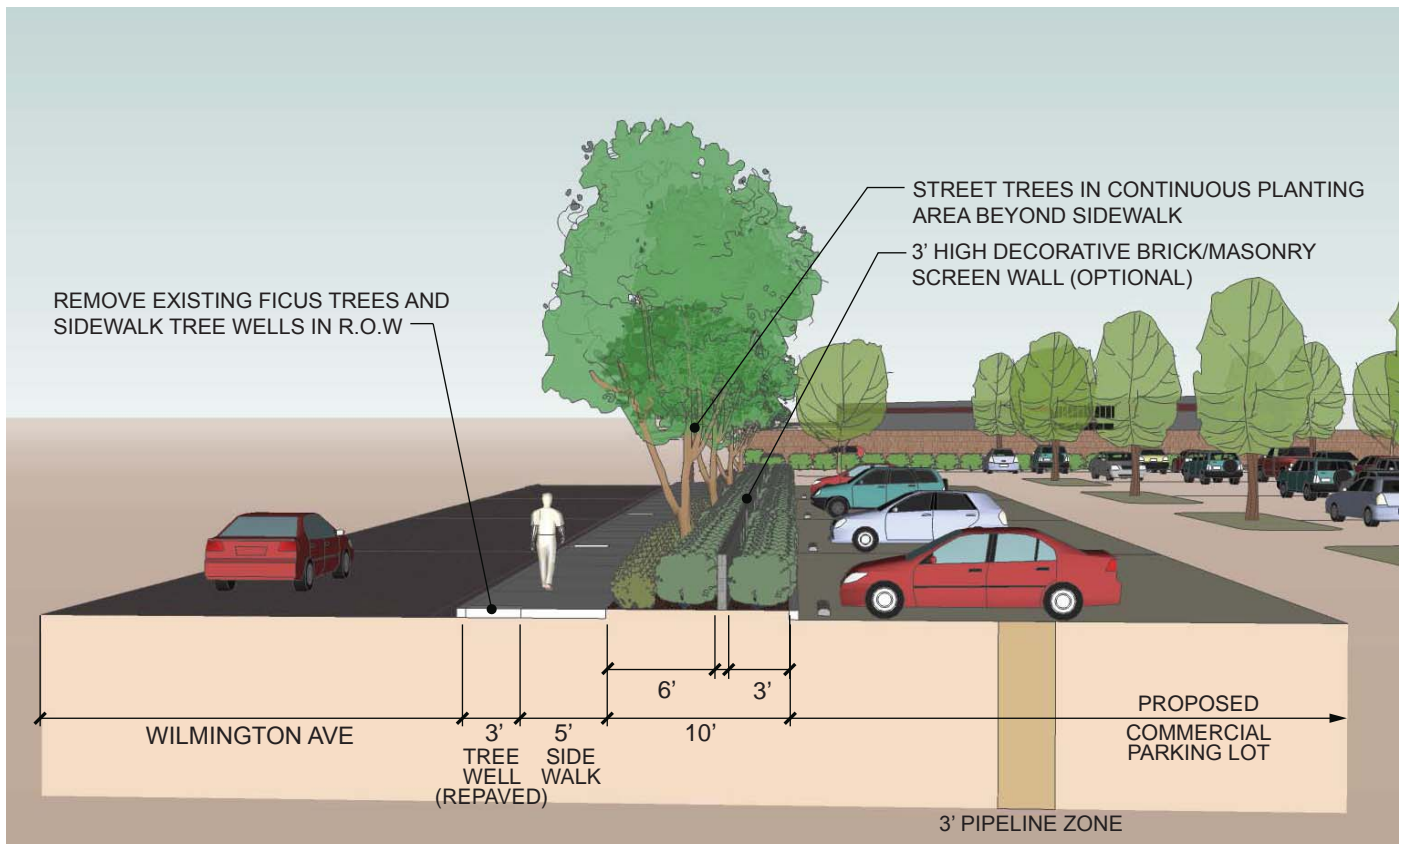 STREET TREES IN CONTINUOUS PLANTING
AREA BEYOND SIDEWALK
3’ HIGH DECORATIVE BRICK/MASONRY
SCREEN WALL (OPTIONAL)
REMOVE EXISTING FICUS TREES AND
SIDEWALK TREE WELLS IN R.O.W
6’
3’
WILMINGTON AVE
3’
TREE
WELL
(REPAVED)
5’
SIDE
WALK
10’
PROPOSED
COMMERCIAL
PARKING LOT
3’ PIPELINE ZONE